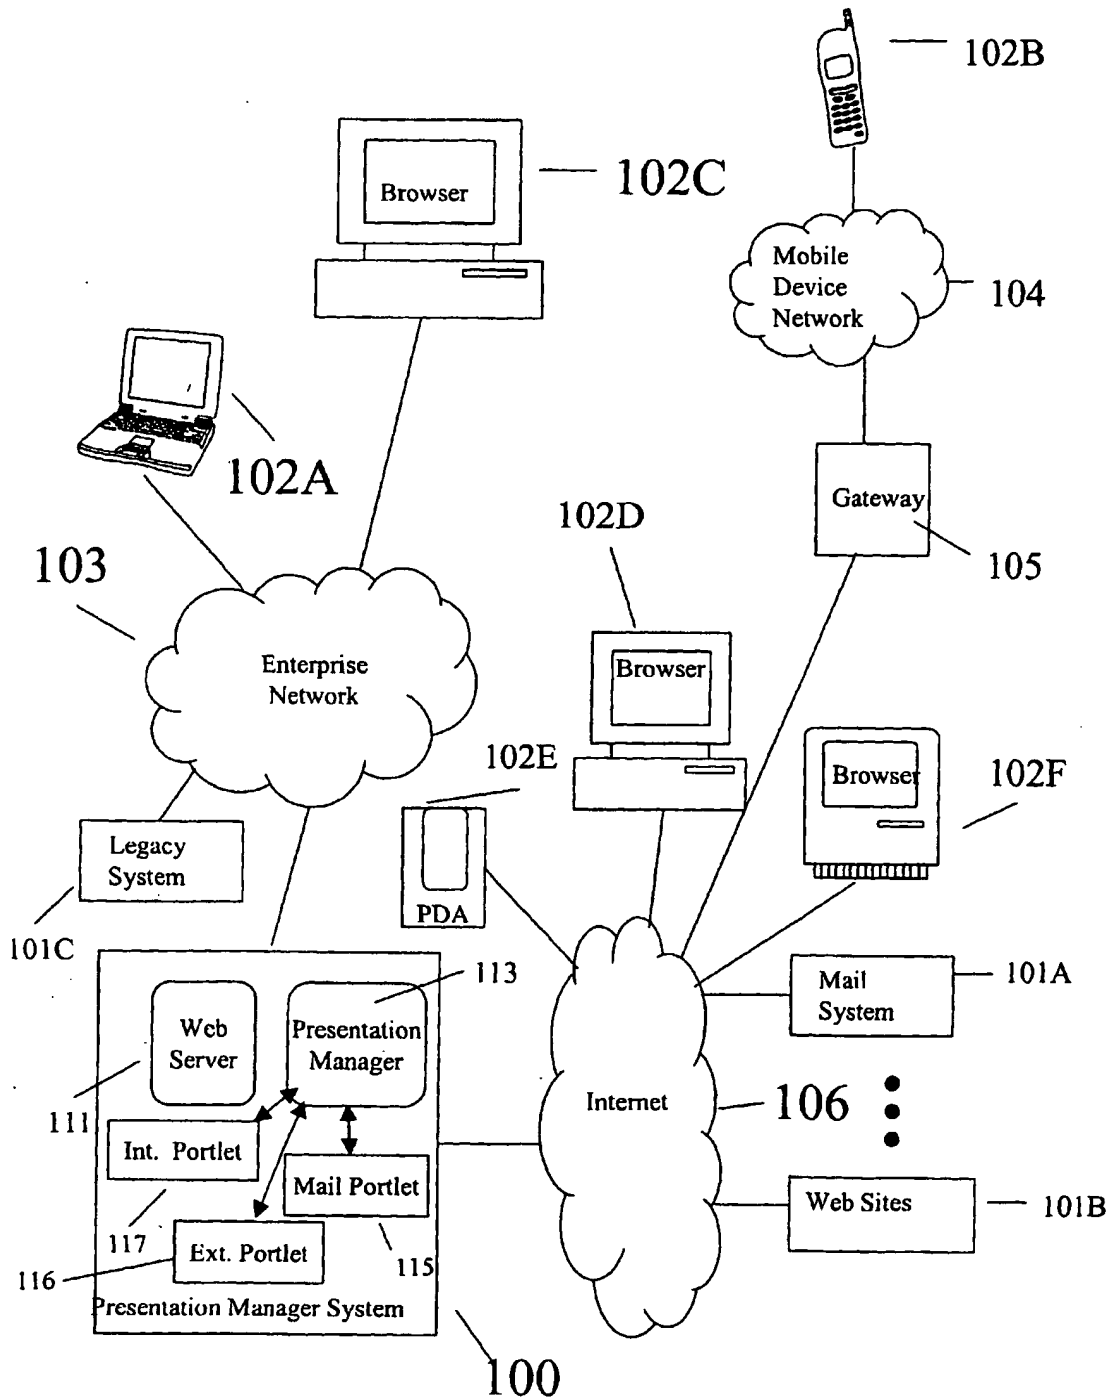 102B
Browser
102C
Mobile
Device
Network
104
102A
Gateway
105
102D
103
Enterprise
Network
Browser
102E
Browser
102F
Legacy
System
PDA
101C
113
Mail
System
101A
Web
Server
Presentation
Manager
111
Internet
106
Int. Portlet
Mail Portlet
Web Sites
101B
117
Ext. Portlet
115
116
Presentation Manager System
100